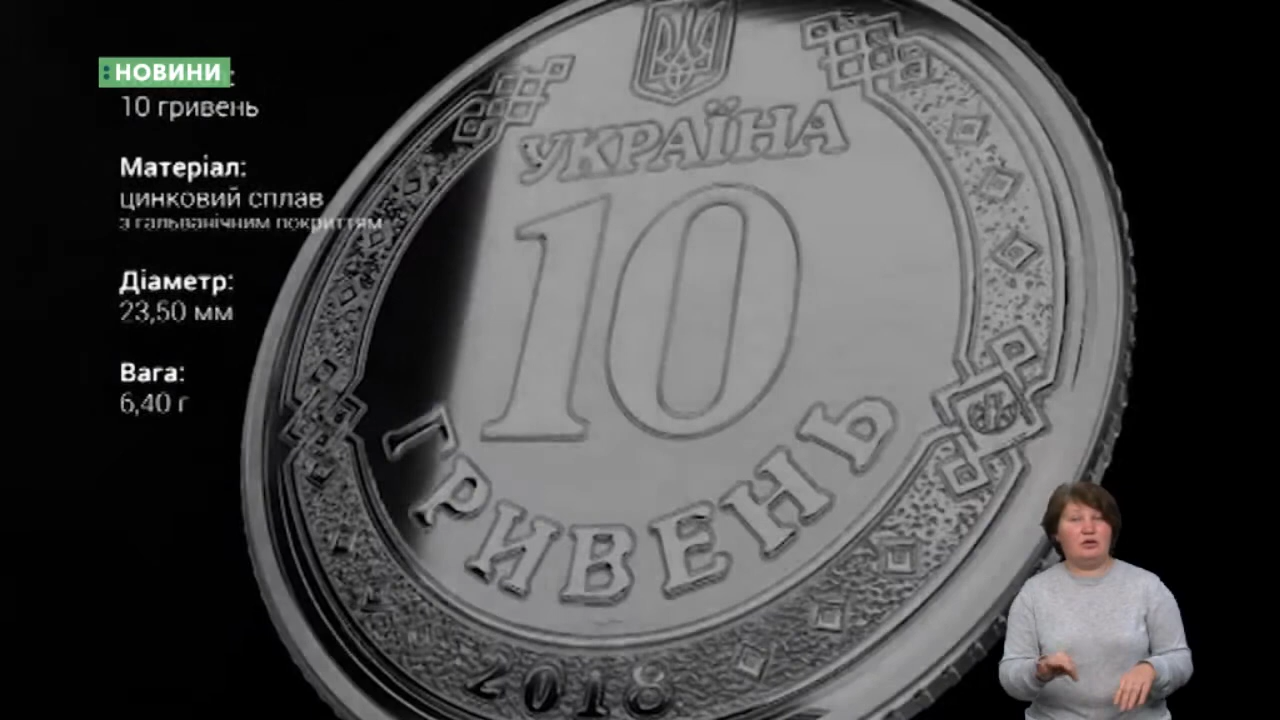 :НОВИНИ
:
10 гривень
Матеріал:
цинковий сплав
з гальванічним покриттям
Діаметр:
23,50 мм
Вага:
6,40 г
УКРАЇНА
10
ГРИВЕНЬ
2018